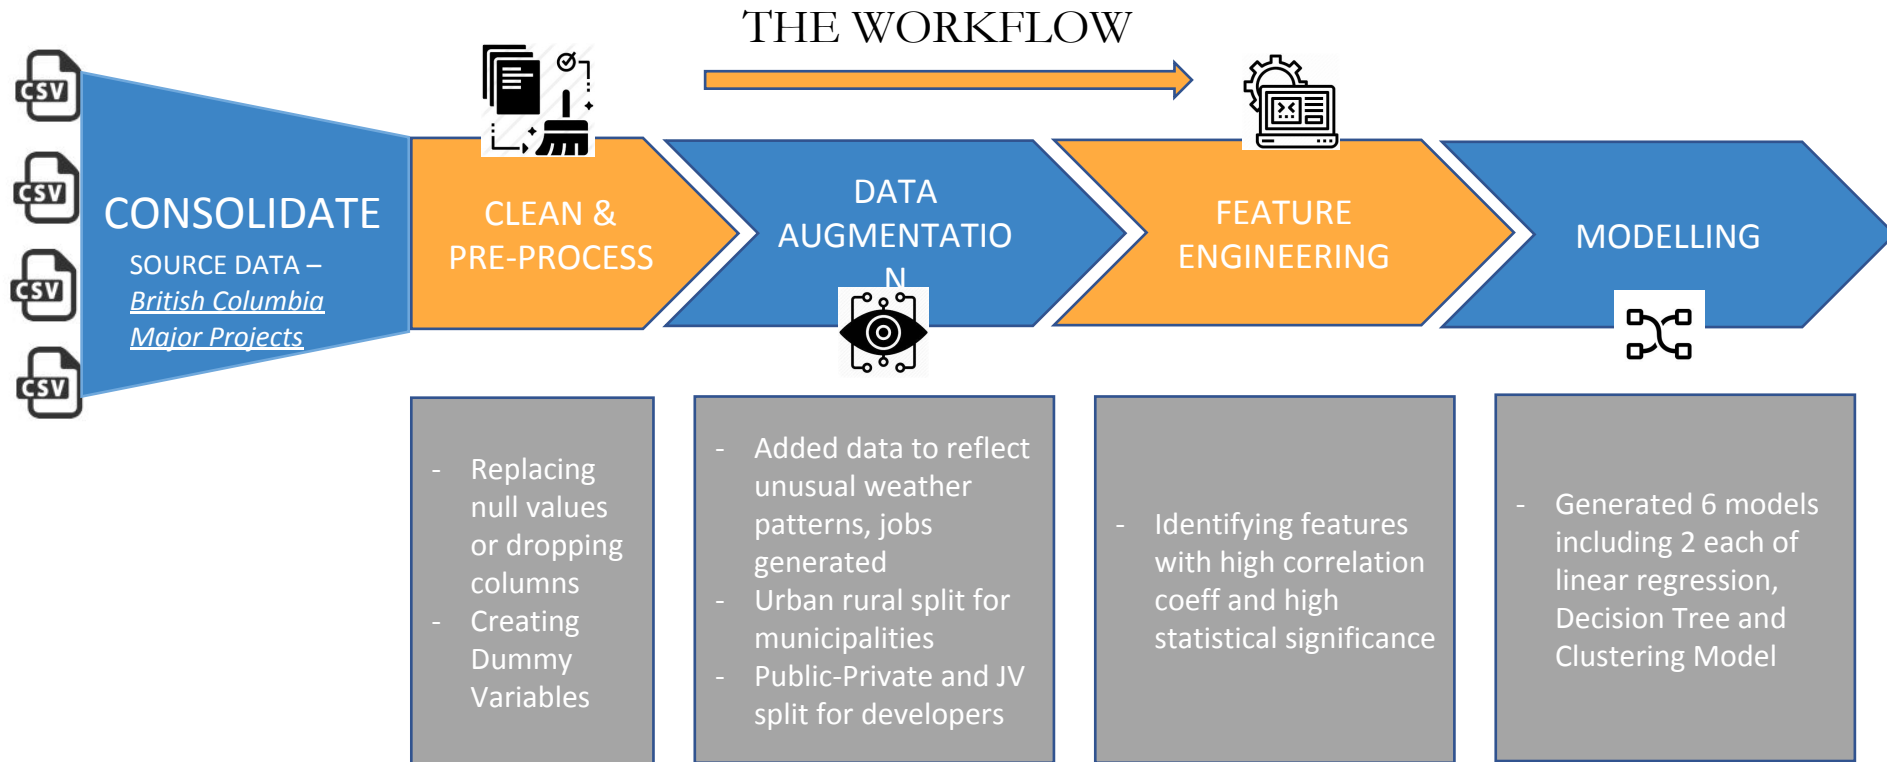 THE WORKFLOW
CSV
CSV
CSV
CSV
CONSOLIDATE
SOURCE DATA –
British Columbia
Major Projects
CLEAN &
PRE-PROCESS
DATA
AUGMENTATIO
N
FEATURE
ENGINEERING
MODELLING
- Replacing
null values
or dropping
columns
- Creating
Dummy
Variables
- Added data to reflect
unusual weather
patterns, jobs
generated
- Urban rural split for
municipalities
- Public-Private and JV
split for developers
- Identifying features
with high correlation
coeff and high
statistical significance
- Generated 6 models
including 2 each of
linear regression,
Decision Tree and
Clustering Model